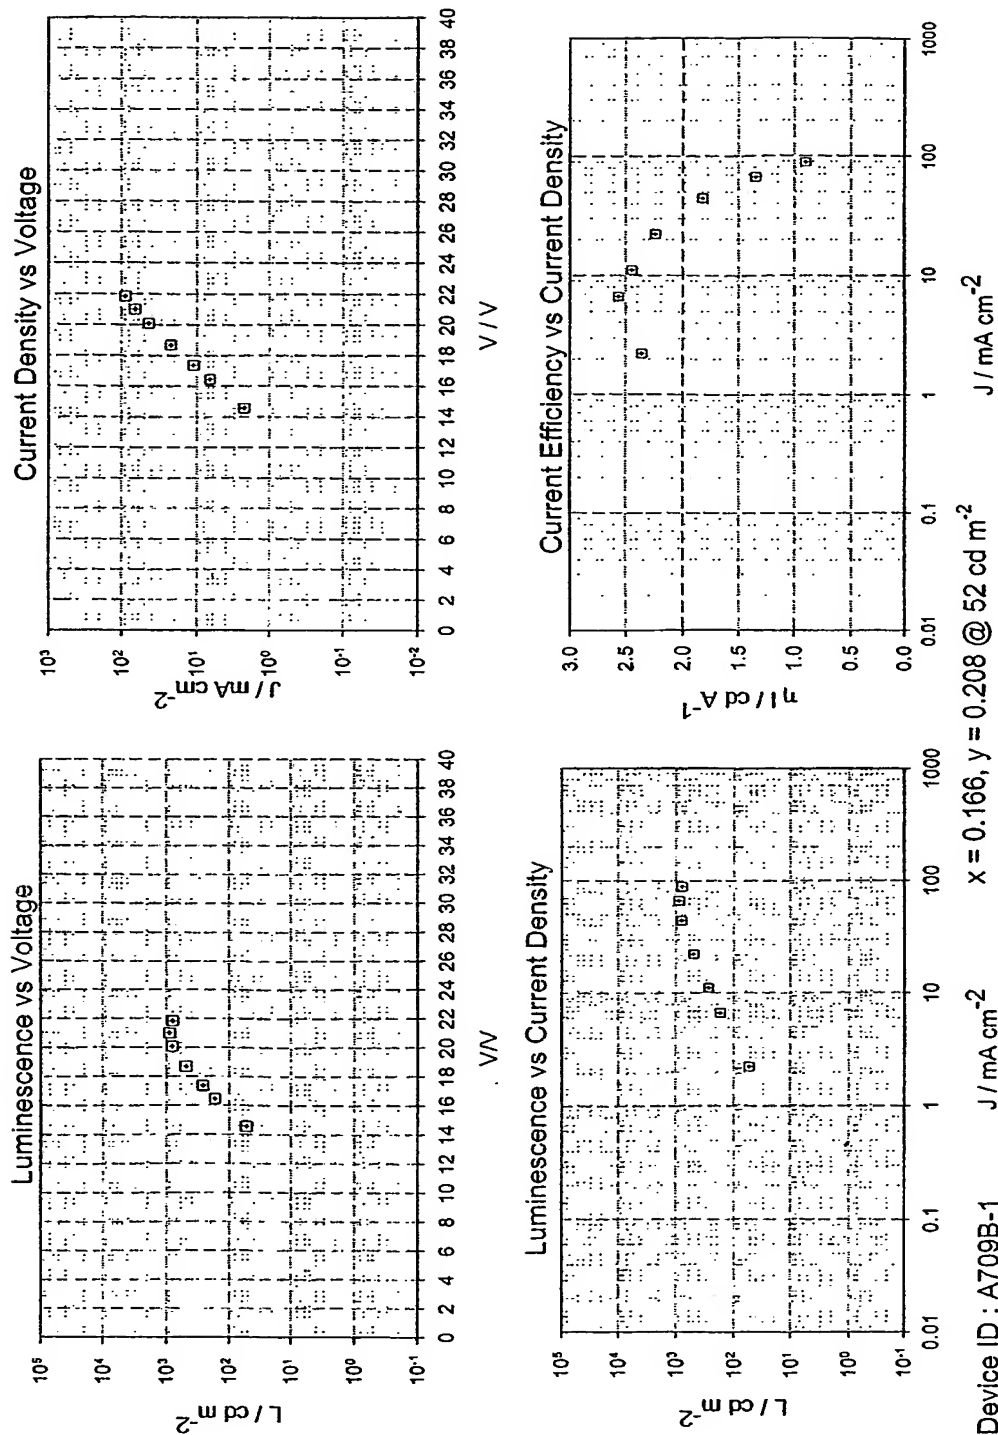 Luminescence vs Voltage
10⁵
10⁴
10³
10²
10¹
10⁰
10⁻¹
L / cd m⁻²
0 2 4 6 8 10 12 14 16 18 20 22 24 26 28 30 32 34 36 38 40
V/V
Current Density vs Voltage
10³
10²
10¹
10⁰
10⁻¹
10⁻²
J / mA cm⁻²
0 2 4 6 8 10 12 14 16 18 20 22 24 26 28 30 32 34 36 38 40
V / V
Luminescence vs Current Density
10⁵
10⁴
10³
10²
10¹
10⁰
10⁻¹
L / cd m⁻²
0.01 0.1 1 10 100 1000
J / mA cm⁻²
Current Efficiency vs Current Density
3.0
2.5
2.0
1.5
1.0
0.5
0.0
η I / cd A⁻¹
0.01 0.1 1 10 100 1000
J / mA cm⁻²
Device ID : A709B-1
x = 0.166, y = 0.208 @ 52 cd m⁻²